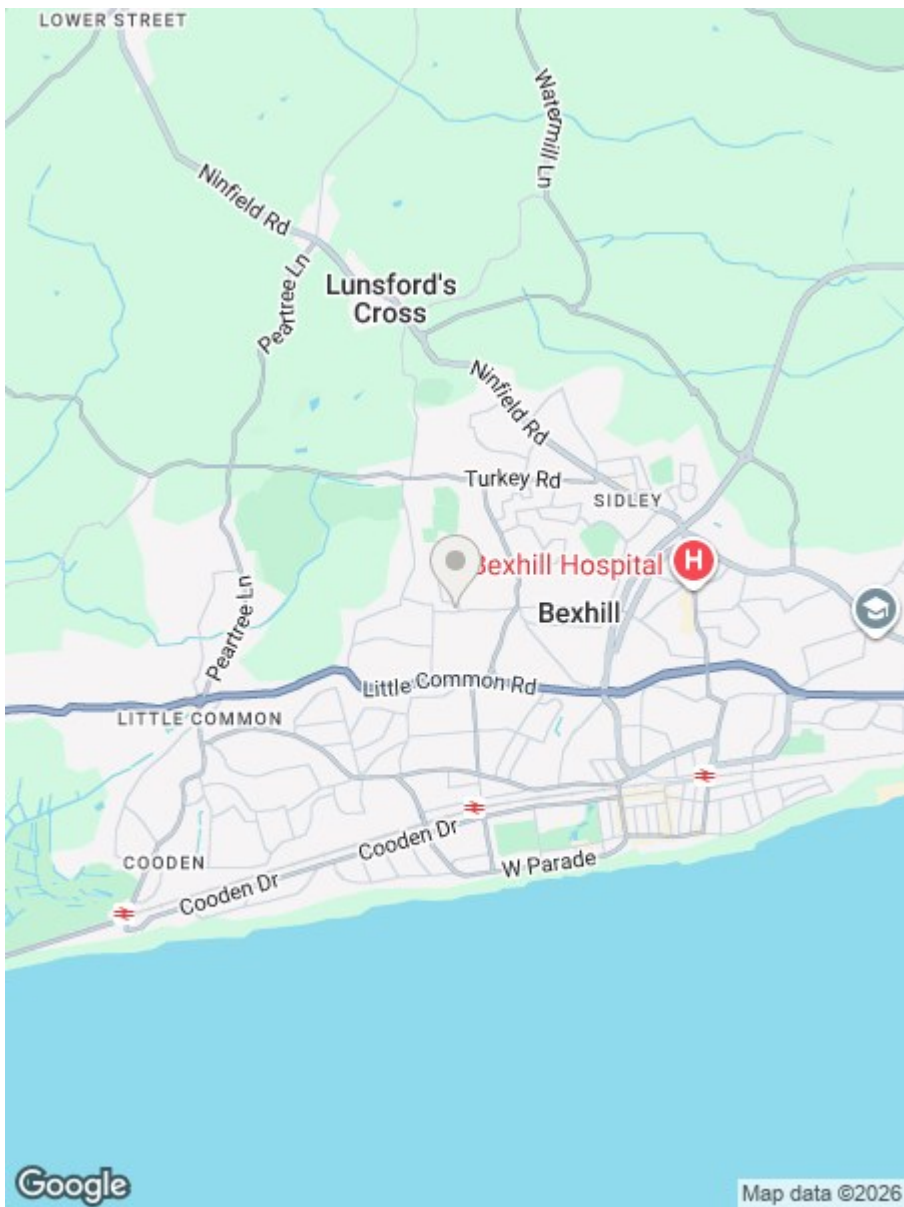 LOWER STREET
Watermill Ln
Ninfield Rd
Peartree Ln
Lunsford's
Cross
Ninfield Rd
Turkey Rd
SIDLEY
Bexhill Hospital
H
Bexhill
Peartree Ln
Little Common Rd
LITTLE COMMON
Cooden Dr
COODEN
W Parade
Cooden Dr
Google
Map data ©2026